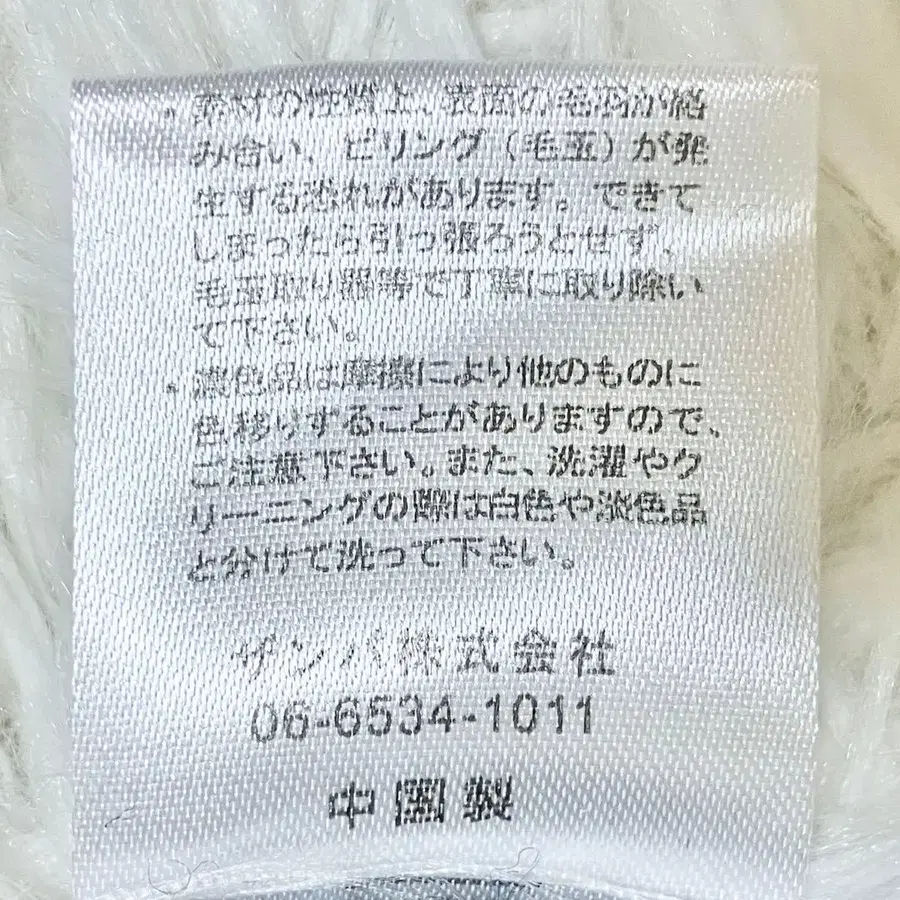 ・素材の性質上、表面の毛羽が絡
み合い、ピリング（毛玉）が発
生する恐れがあります。できて
しまったら引っ張ろうとせず、
毛玉取り器等で丁寧に取り除い
て下さい。
・濃色品は摩擦により他のものに
色移りすることがありますので、
ご注意下さい。また、洗濯やク
リーニングの際は白色や淡色品
と分けて洗って下さい。
ザンパ株式会社
06-6534-1011
中国製